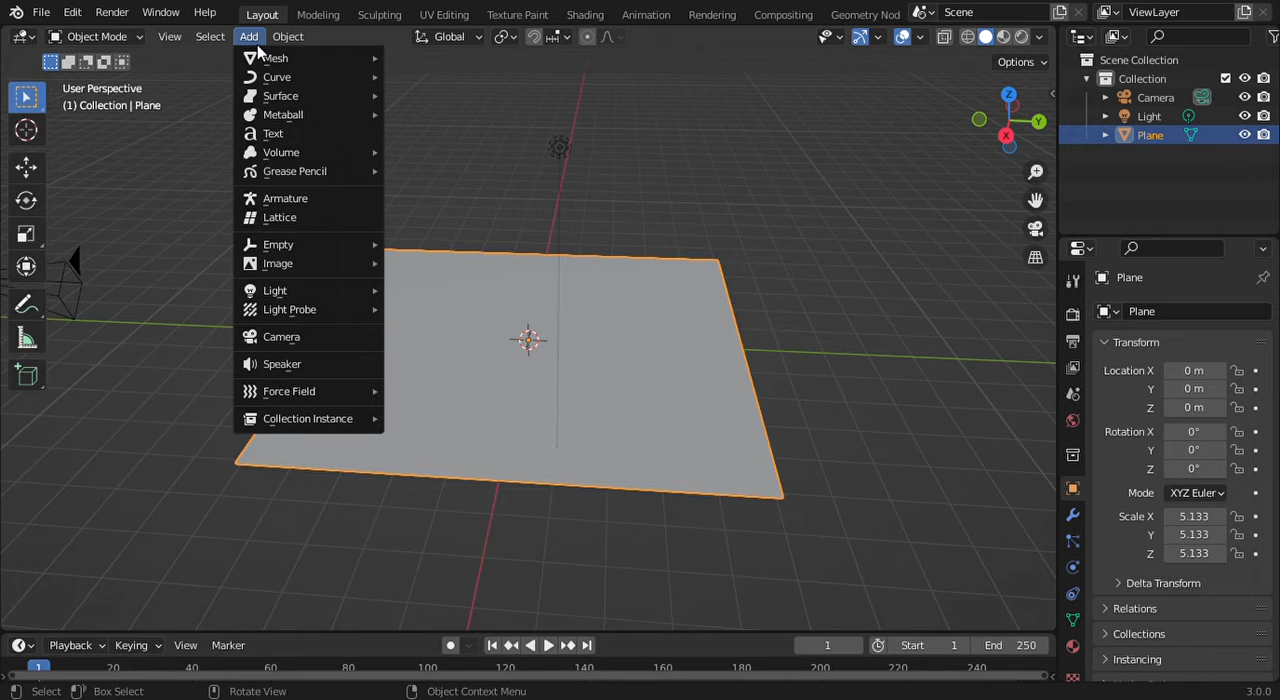 File Edit Render Window Help Layout Modeling Sculpting UV Editing Texture Paint Shading Animation Rendering Compositing Geometry Nod Scene ViewLayer
Object Mode View Select Add Object Global
Options
User Perspective
(1) Collection | Plane
Mesh
Curve
Surface
Metaball
Text
Volume
Grease Pencil
Armature
Lattice
Empty
Image
Light
Light Probe
Camera
Speaker
Force Field
Collection Instance
Z
Y
X
Scene Collection
Collection
Camera
Light
Plane
Plane
Plane
Transform
Location X 0 m
Y 0 m
Z 0 m
Rotation X 0°
Y 0°
Z 0°
Mode XYZ Euler
Scale X 5.133
Y 5.133
Z 5.133
Delta Transform
Relations
Collections
Instancing
Playback Keying View Marker 1 Start 1 End 250
1 20 40 60 80 100 120 140 160 180 200 220 240
Select Box Select Rotate View Object Context Menu 3.0.0